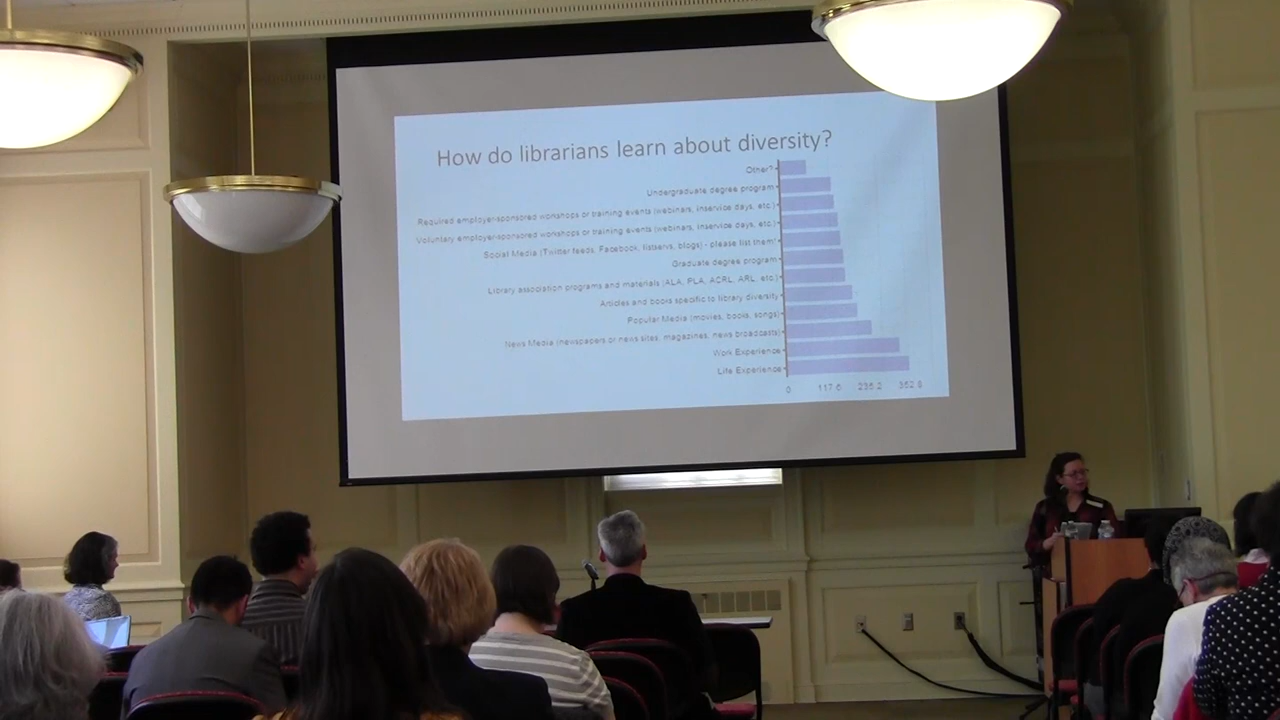 How do librarians learn about diversity?
Other?
Undergraduate degree program
Required employer-sponsored workshops or training events (webinars, inservice days, etc.)
Voluntary employer-sponsored workshops or training events (webinars, inservice days, etc.)
Social Media (Twitter feeds, Facebook, listservs, blogs) - please list them!
Graduate degree program
Library association programs and materials (ALA, PLA, ACRL, ARL, etc.)
Articles and books specific to library diversity
Popular Media (movies, books, songs)
News Media (newspapers or news sites, magazines, news broadcasts)
Work Experience
Life Experience
0 117.6 235.2 352.8